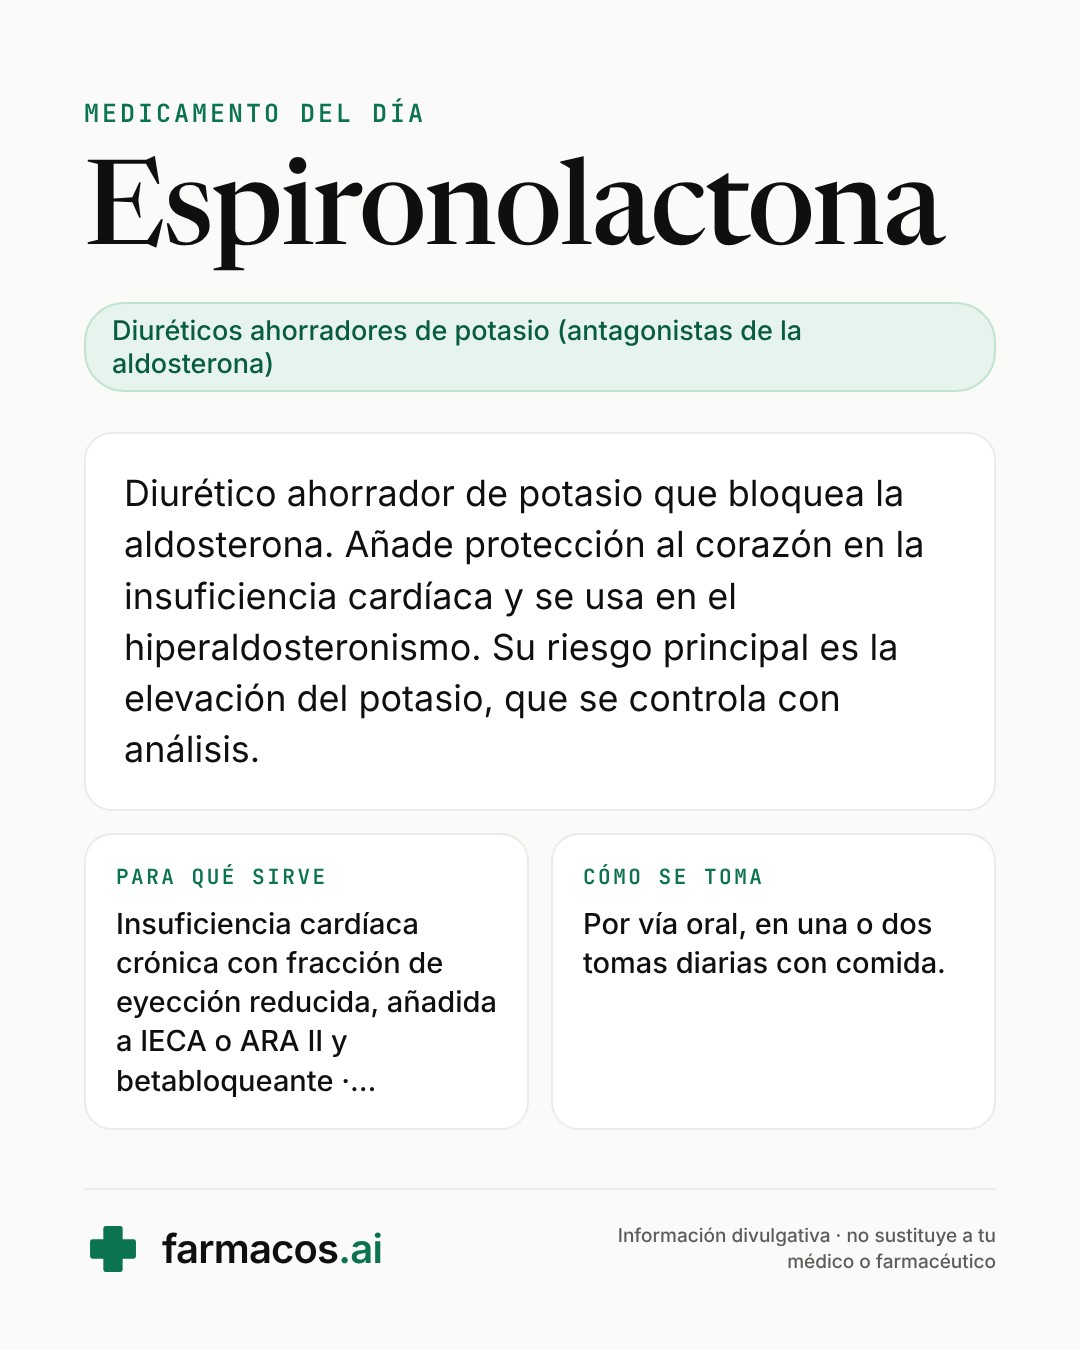 MEDICAMENTO DEL DÍA
Espironolactona
Diuréticos ahorradores de potasio (antagonistas de la
aldosterona)
Diurético ahorrador de potasio que bloquea la
aldosterona. Añade protección al corazón en la
insuficiencia cardíaca y se usa en el
hiperaldosteronismo. Su riesgo principal es la
elevación del potasio, que se controla con
análisis.
PARA QUÉ SIRVE
Insuficiencia cardíaca
crónica con fracción de
eyección reducida, añadida
a IECA o ARA II y
betabloqueante ·...
CÓMO SE TOMA
Por vía oral, en una o dos
tomas diarias con comida.
farmacos.ai
Información divulgativa · no sustituye a tu
médico o farmacéutico